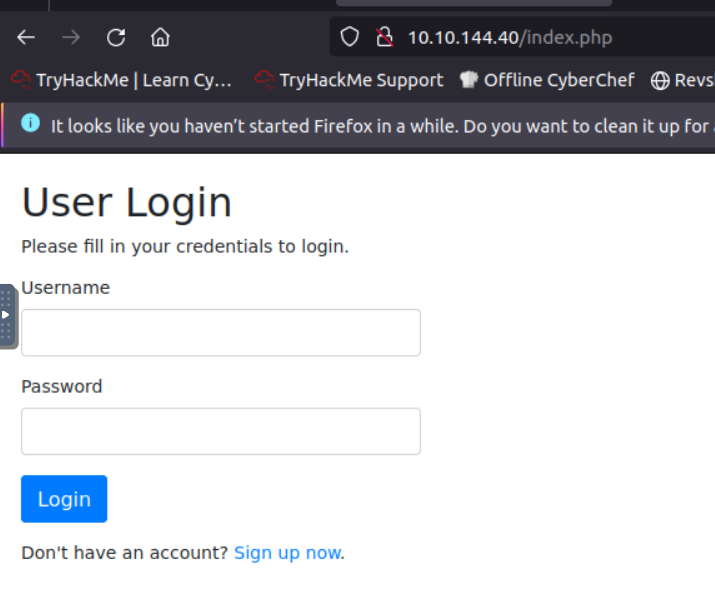 10.10.144.40/index.php
TryHackMe | Learn Cy... TryHackMe Support Offline CyberChef Revs
It looks like you haven't started Firefox in a while. Do you want to clean it up for
User Login
Please fill in your credentials to login.
Username
Password
Login
Don't have an account? Sign up now.